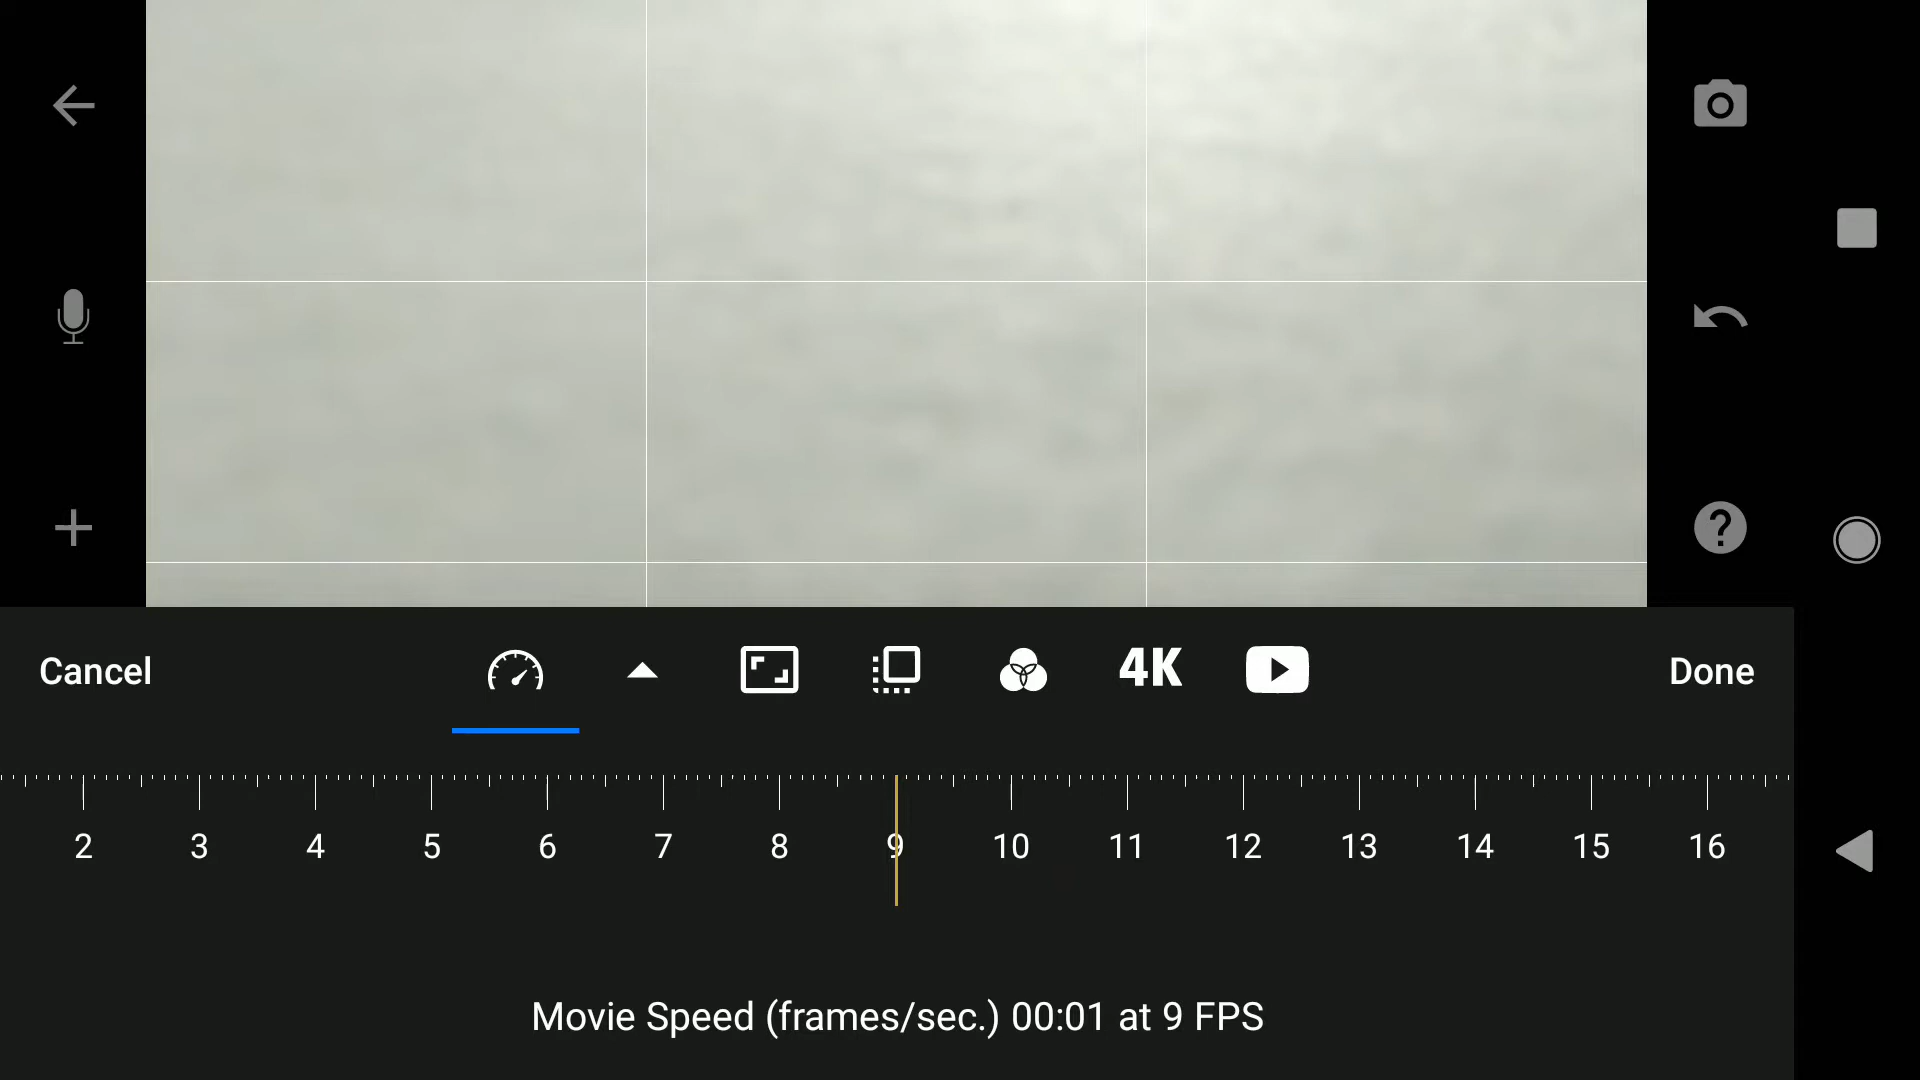 Cancel
4K
Done
2 3 4 5 6 7 8 9 10 11 12 13 14 15 16
Movie Speed (frames/sec.) 00:01 at 9 FPS